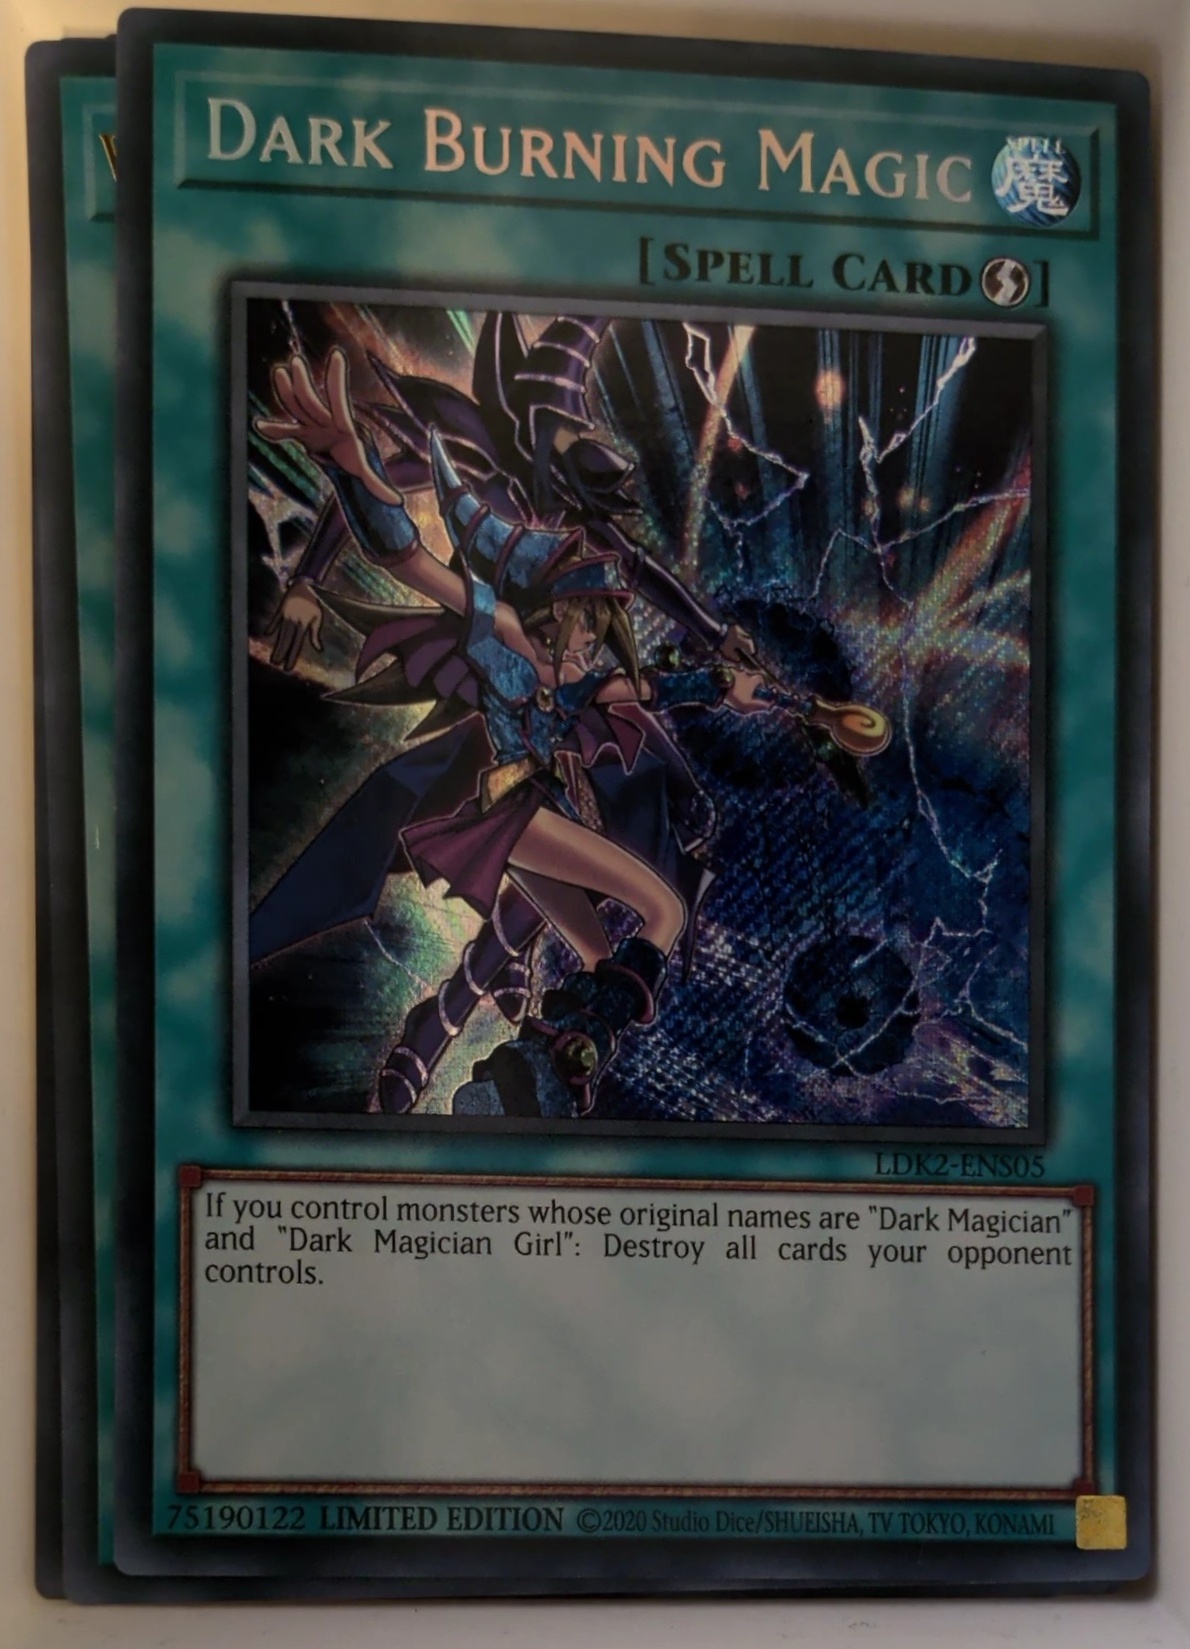 DARK BURNING MAGIC
SPELL
魔
[SPELL CARD]
LDK2-ENS05
If you control monsters whose original names are "Dark Magician"
and "Dark Magician Girl": Destroy all cards your opponent
controls.
75190122 LIMITED EDITION ©2020 Studio Dice/SHUEISHA, TV TOKYO, KONAMI